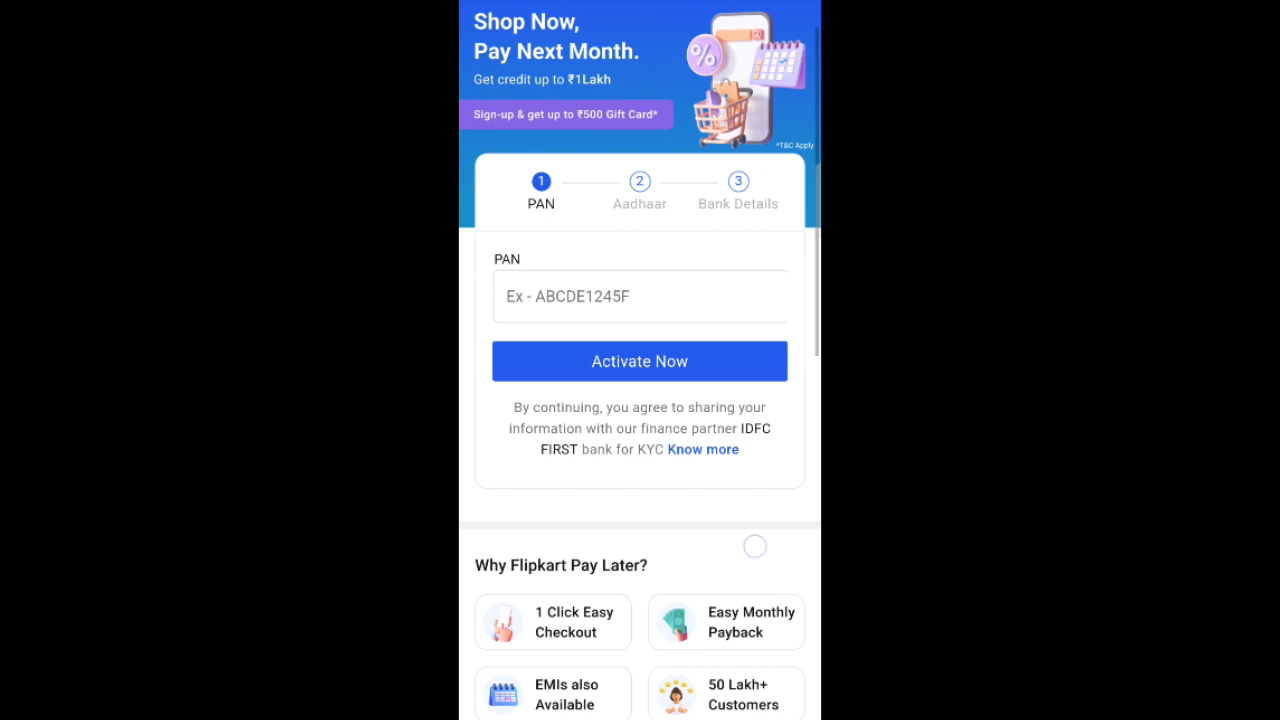 Shop Now,
Pay Next Month.
Get credit up to ₹1Lakh
Sign-up & get up to ₹500 Gift Card*
*T&C Apply
%
1 2 3
PAN Aadhaar Bank Details
PAN
Ex - ABCDE1245F
Activate Now
By continuing, you agree to sharing your
information with our finance partner IDFC
FIRST bank for KYC Know more
Why Flipkart Pay Later?
1 Click Easy
Checkout
Easy Monthly
Payback
EMIs also
Available
50 Lakh+
Customers